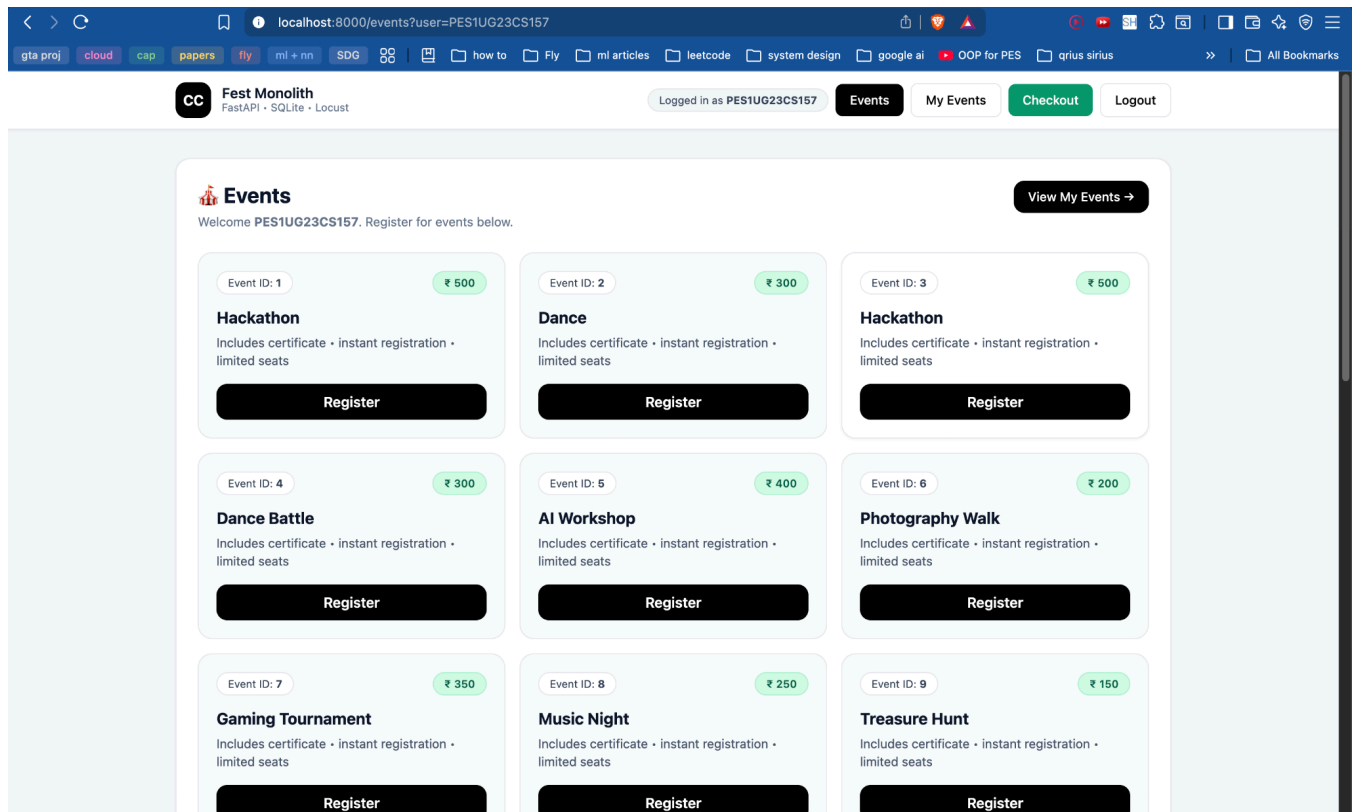 localhost:8000/events?user=PES1UG23CS157
gta proj cloud cap papers fly ml + nn SDG how to Fly ml articles leetcode system design google ai OOP for PES qrius sirius » All Bookmarks
CC Fest Monolith
FastAPI • SQLite • Locust
Logged in as PES1UG23CS157 Events My Events Checkout Logout
Events
View My Events →
Welcome PES1UG23CS157. Register for events below.
Event ID: 1 ₹ 500
Hackathon
Includes certificate • instant registration •
limited seats
Register
Event ID: 2 ₹ 300
Dance
Includes certificate • instant registration •
limited seats
Register
Event ID: 3 ₹ 500
Hackathon
Includes certificate • instant registration •
limited seats
Register
Event ID: 4 ₹ 300
Dance Battle
Includes certificate • instant registration •
limited seats
Register
Event ID: 5 ₹ 400
AI Workshop
Includes certificate • instant registration •
limited seats
Register
Event ID: 6 ₹ 200
Photography Walk
Includes certificate • instant registration •
limited seats
Register
Event ID: 7 ₹ 350
Gaming Tournament
Includes certificate • instant registration •
limited seats
Register
Event ID: 8 ₹ 250
Music Night
Includes certificate • instant registration •
limited seats
Register
Event ID: 9 ₹ 150
Treasure Hunt
Includes certificate • instant registration •
limited seats
Register